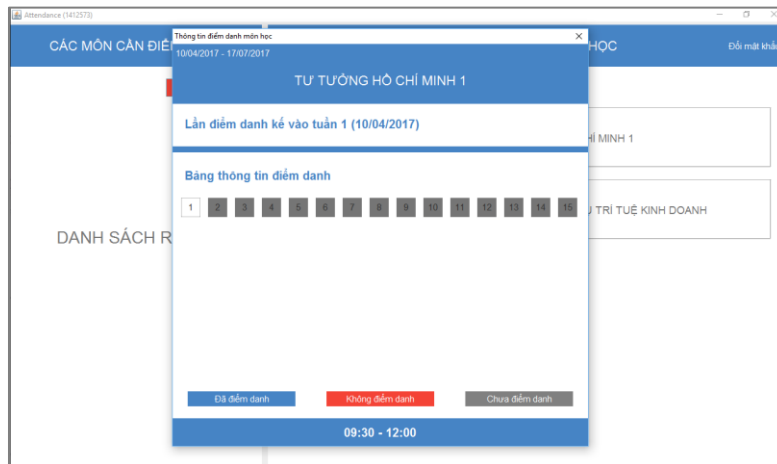 Attendance (1412573)
CÁC MÔN CẦN ĐIỂ
HỌC
Đổi mật khẩ
Thông tin điểm danh môn học
10/04/2017 - 17/07/2017
TƯ TƯỞNG HỒ CHÍ MINH 1
Lần điểm danh kế vào tuần 1 (10/04/2017)
Bảng thông tin điểm danh
1 2 3 4 5 6 7 8 9 10 11 12 13 14 15
HÍ MINH 1
TRÍ TUỆ KINH DOANH
DANH SÁCH R
Đã điểm danh
Không điểm danh
Chưa điểm danh
09:30 - 12:00